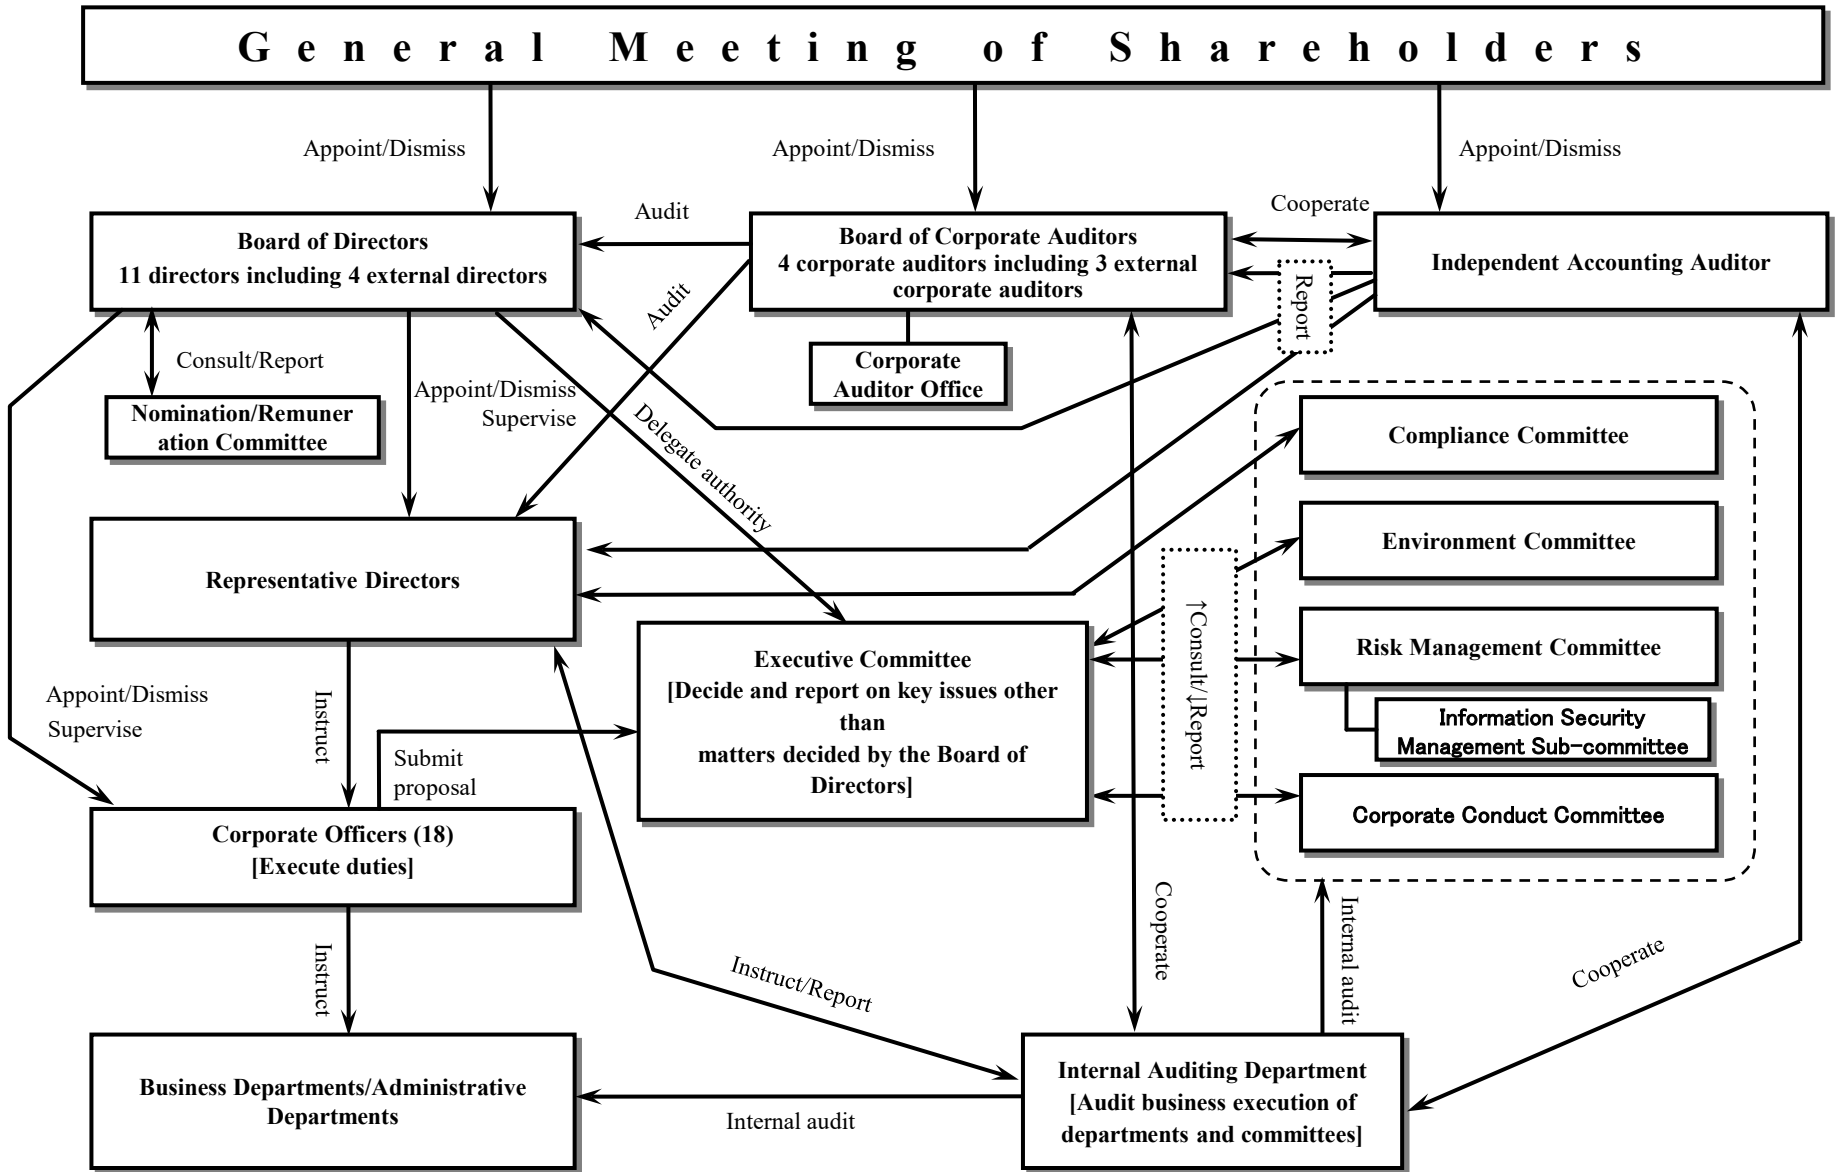 General Meeting of Shareholders
Appoint/Dismiss
Appoint/Dismiss
Appoint/Dismiss
Board of Directors
11 directors including 4 external directors
Audit
Board of Corporate Auditors
4 corporate auditors including 3 external
corporate auditors
Cooperate
Independent Accounting Auditor
Report
Audit
Consult/Report
Corporate
Auditor Office
Nomination/Remuner
ation Committee
Appoint/Dismiss
Supervise
Delegate authority
Compliance Committee
Environment Committee
Representative Directors
↑Consult/↓Report
Executive Committee
[Decide and report on key issues other
than
matters decided by the Board of
Directors]
Risk Management Committee
Information Security
Management Sub-committee
Corporate Conduct Committee
Appoint/Dismiss
Supervise
Instruct
Submit
proposal
Corporate Officers (18)
[Execute duties]
Instruct
Instruct/Report
Cooperate
Internal audit
Cooperate
Business Departments/Administrative
Departments
Internal audit
Internal Auditing Department
[Audit business execution of
departments and committees]